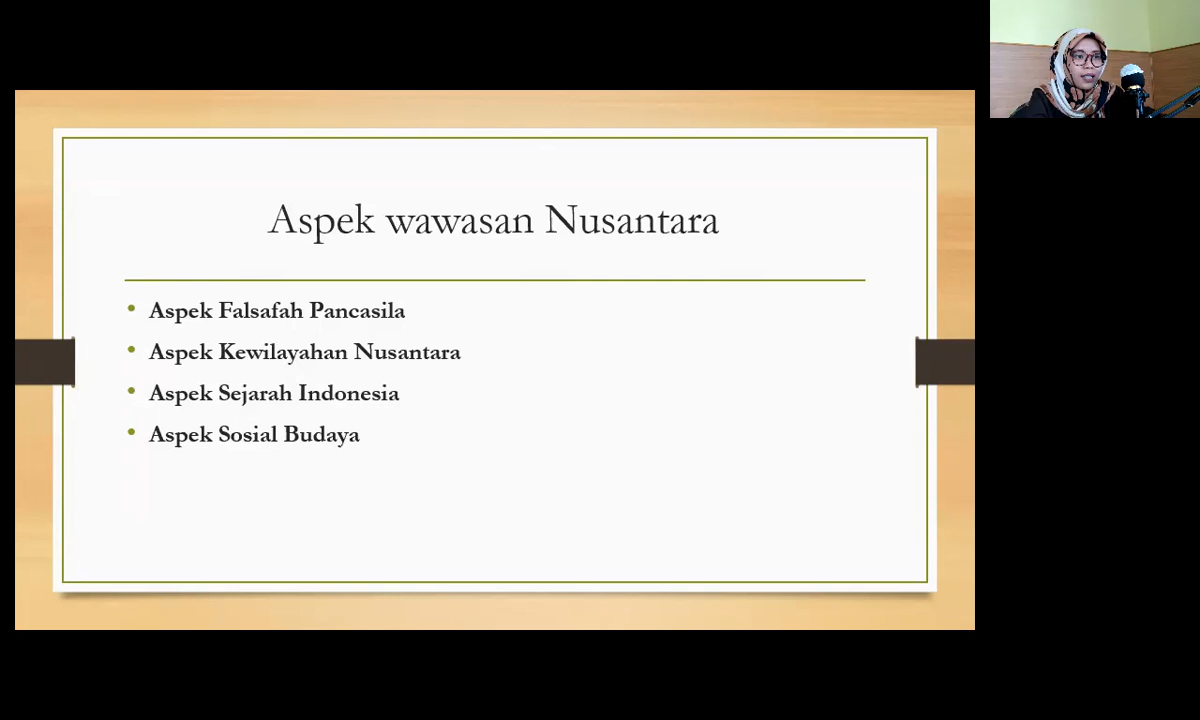 Aspek wawasan Nusantara
• Aspek Falsafah Pancasila
• Aspek Kewilayahan Nusantara
• Aspek Sejarah Indonesia
• Aspek Sosial Budaya